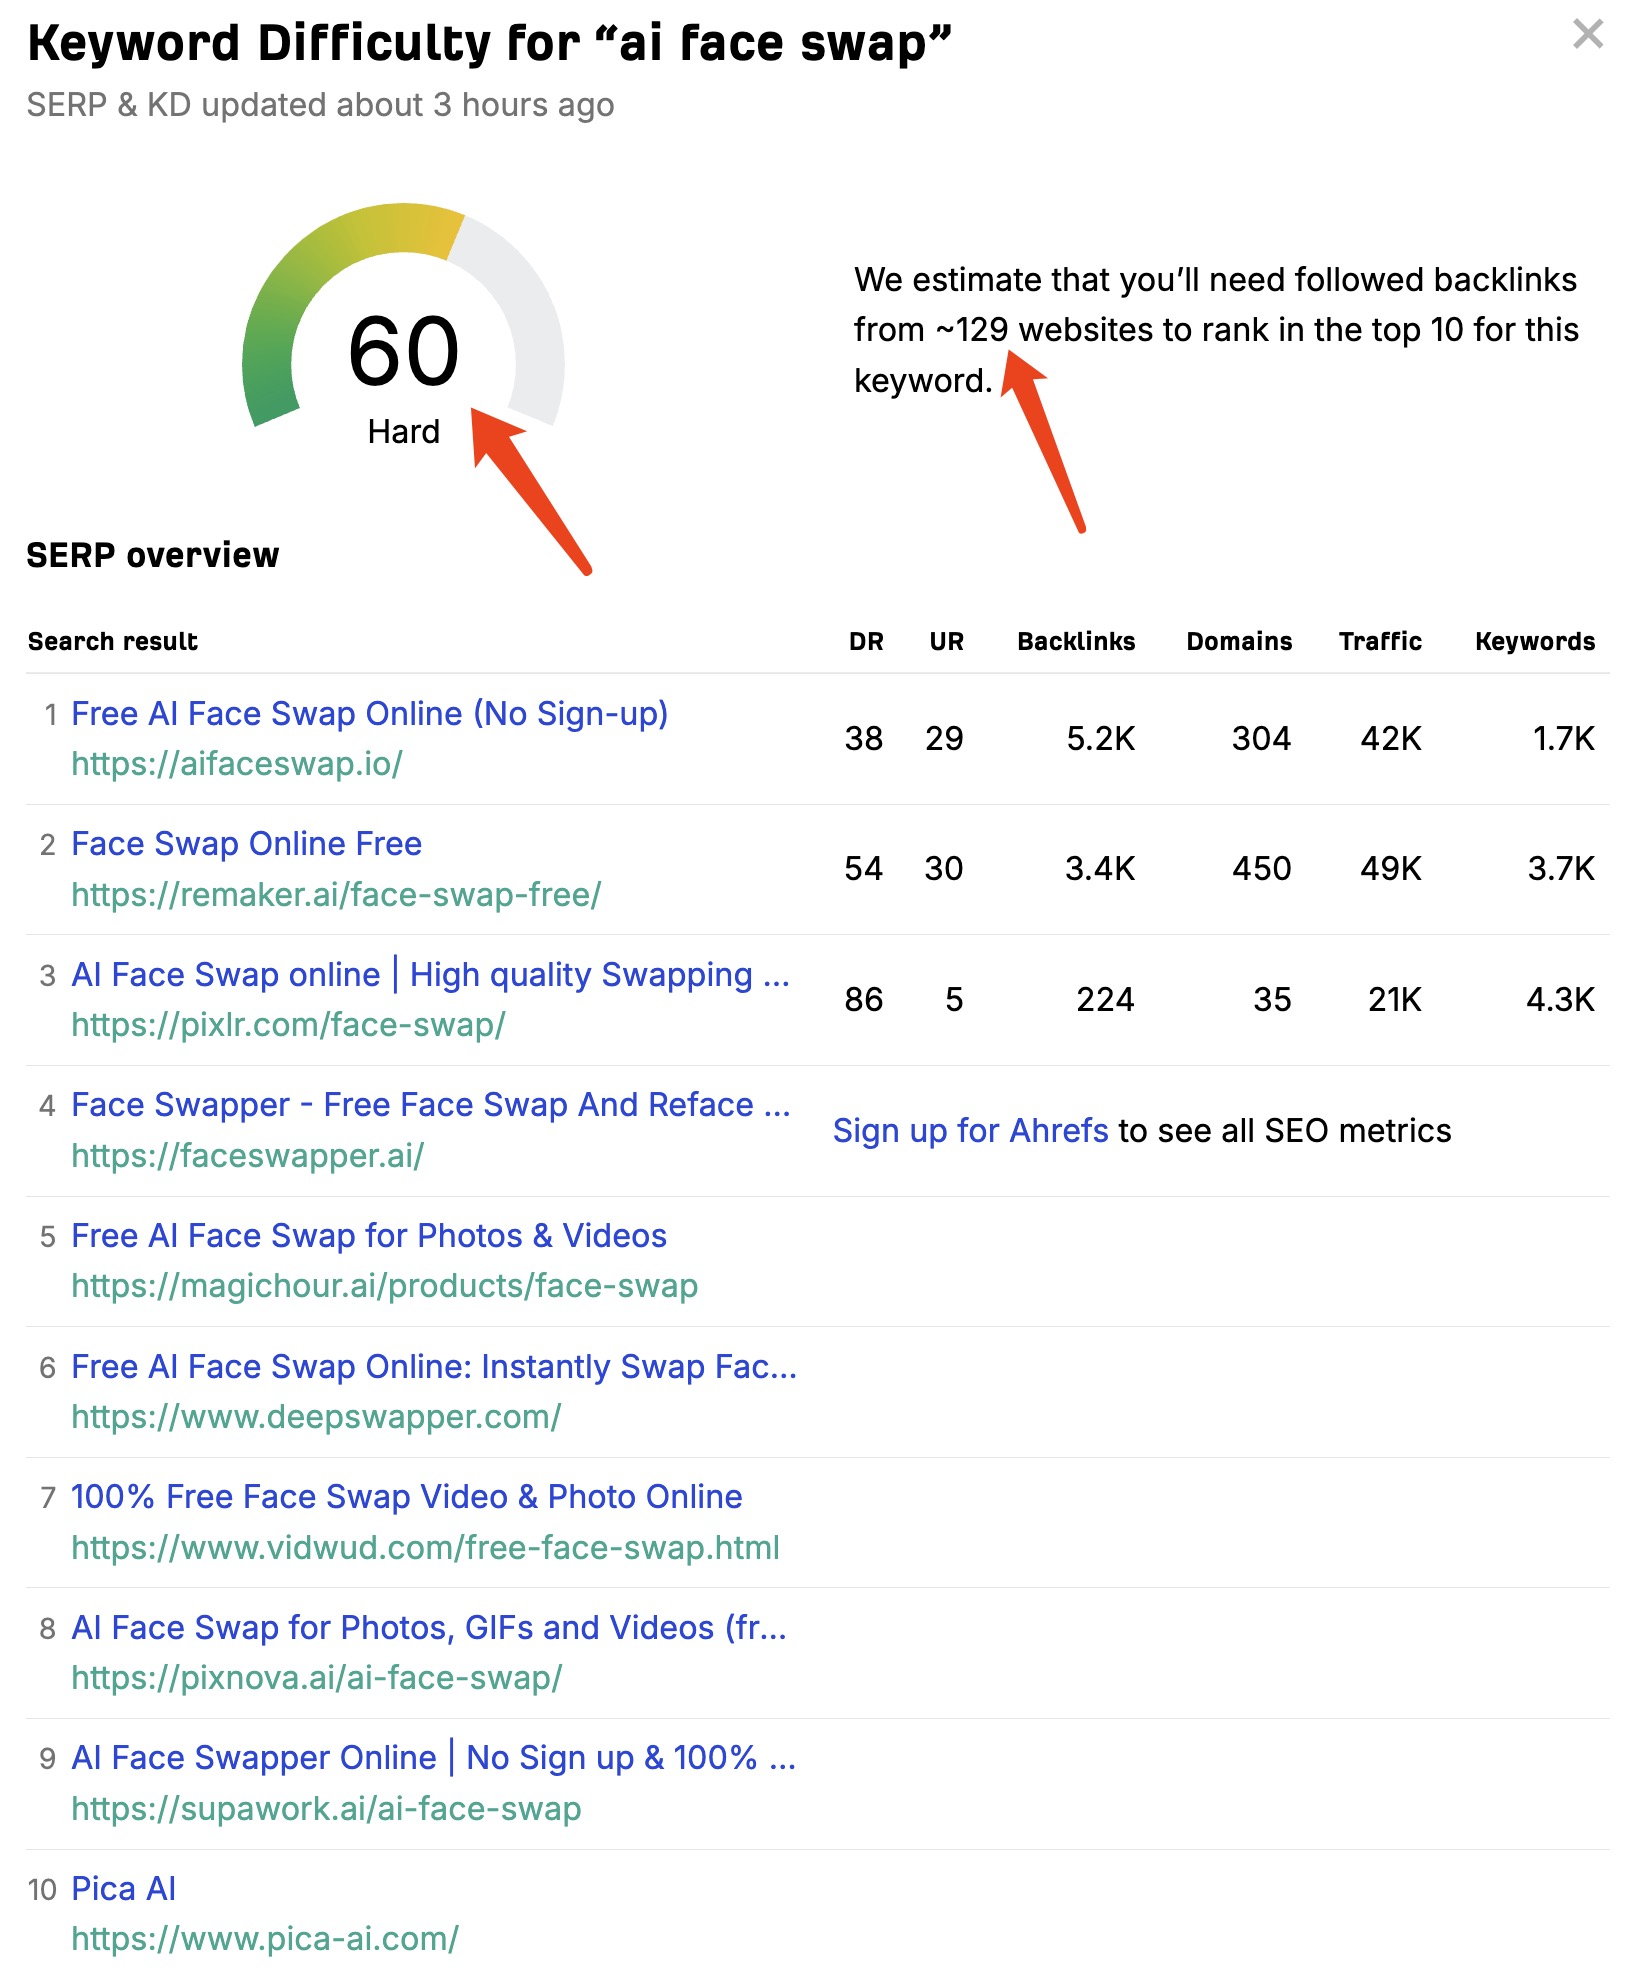 Keyword Difficulty for “ai face swap”
SERP & KD updated about 3 hours ago
60
Hard
We estimate that you’ll need followed backlinks
from ~129 websites to rank in the top 10 for this
keyword.
SERP overview
Search result DR UR Backlinks Domains Traffic Keywords
1 Free AI Face Swap Online (No Sign-up)
https://aifaceswap.io/
38 29 5.2K 304 42K 1.7K
2 Face Swap Online Free
https://remaker.ai/face-swap-free/
54 30 3.4K 450 49K 3.7K
3 AI Face Swap online | High quality Swapping ...
https://pixlr.com/face-swap/
86 5 224 35 21K 4.3K
4 Face Swapper - Free Face Swap And Reface ...
https://faceswapper.ai/
Sign up for Ahrefs to see all SEO metrics
5 Free AI Face Swap for Photos & Videos
https://magichour.ai/products/face-swap
6 Free AI Face Swap Online: Instantly Swap Fac...
https://www.deepswapper.com/
7 100% Free Face Swap Video & Photo Online
https://www.vidwud.com/free-face-swap.html
8 AI Face Swap for Photos, GIFs and Videos (fr...
https://pixnova.ai/ai-face-swap/
9 AI Face Swapper Online | No Sign up & 100% ...
https://supawork.ai/ai-face-swap
10 Pica AI
https://www.pica-ai.com/